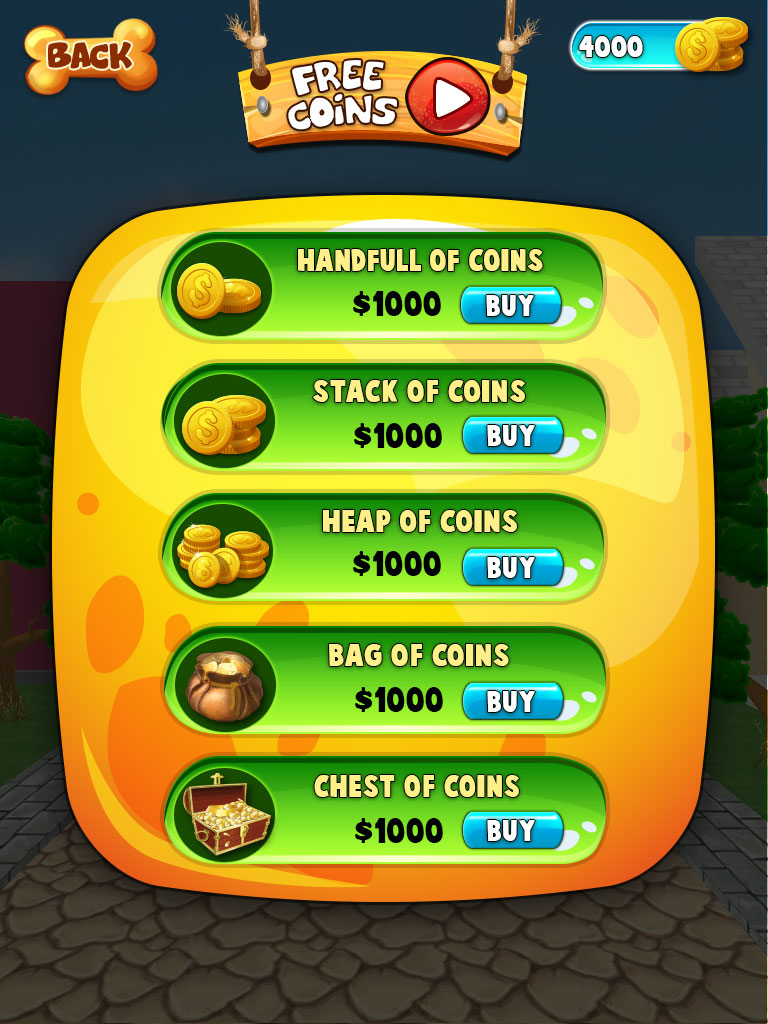 BACK
FREE
COINS
4000
HANDFULL OF COINS
$1000 BUY
STACK OF COINS
$1000 BUY
HEAP OF COINS
$1000 BUY
BAG OF COINS
$1000 BUY
CHEST OF COINS
$1000 BUY